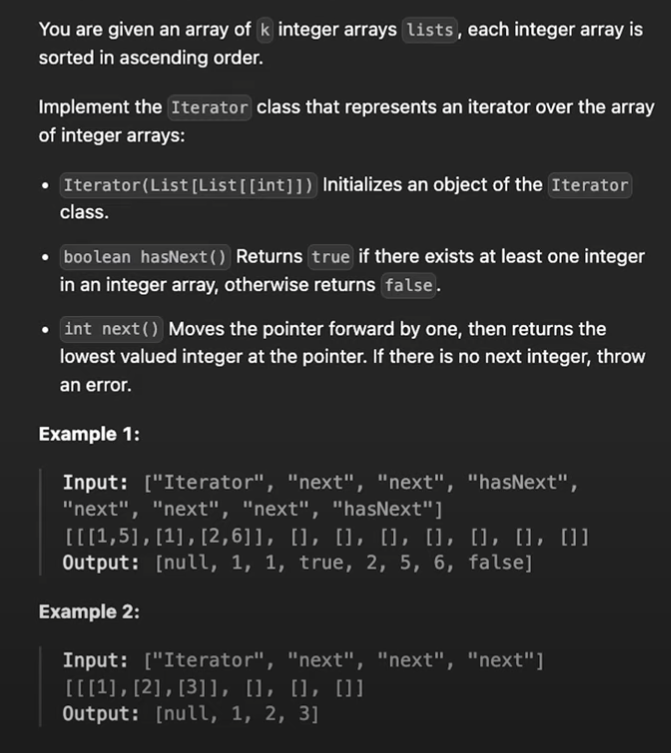 You are given an array of k integer arrays lists, each integer array is
sorted in ascending order.
Implement the Iterator class that represents an iterator over the array
of integer arrays:
• Iterator(List[List[[int]]) Initializes an object of the Iterator
class.
• boolean hasNext() Returns true if there exists at least one integer
in an integer array, otherwise returns false.
• int next() Moves the pointer forward by one, then returns the
lowest valued integer at the pointer. If there is no next integer, throw
an error.
Example 1:
Input: ["Iterator", "next", "next", "hasNext",
"next", "next", "next", "hasNext"]
[[[1,5],[1],[2,6]], [], [], [], [], [], [], []]
Output: [null, 1, 1, true, 2, 5, 6, false]
Example 2:
Input: ["Iterator", "next", "next", "next"]
[[[1],[2],[3]], [], [], []]
Output: [null, 1, 2, 3]